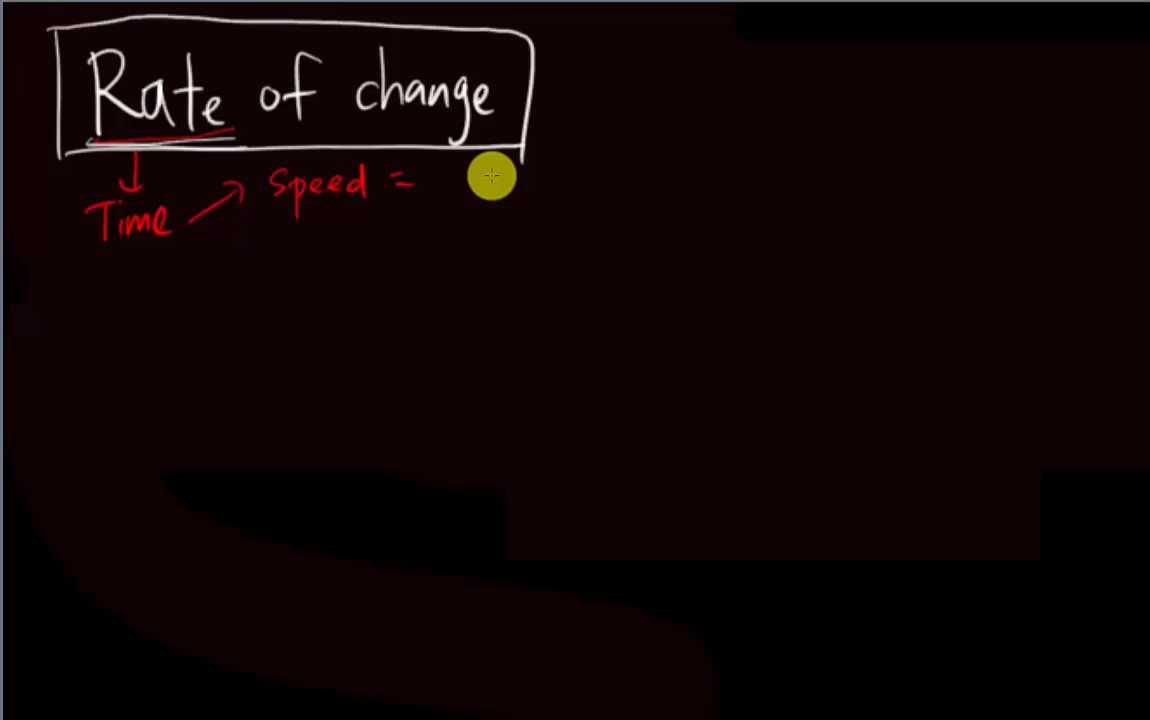 Rate of change
Speed =
Time